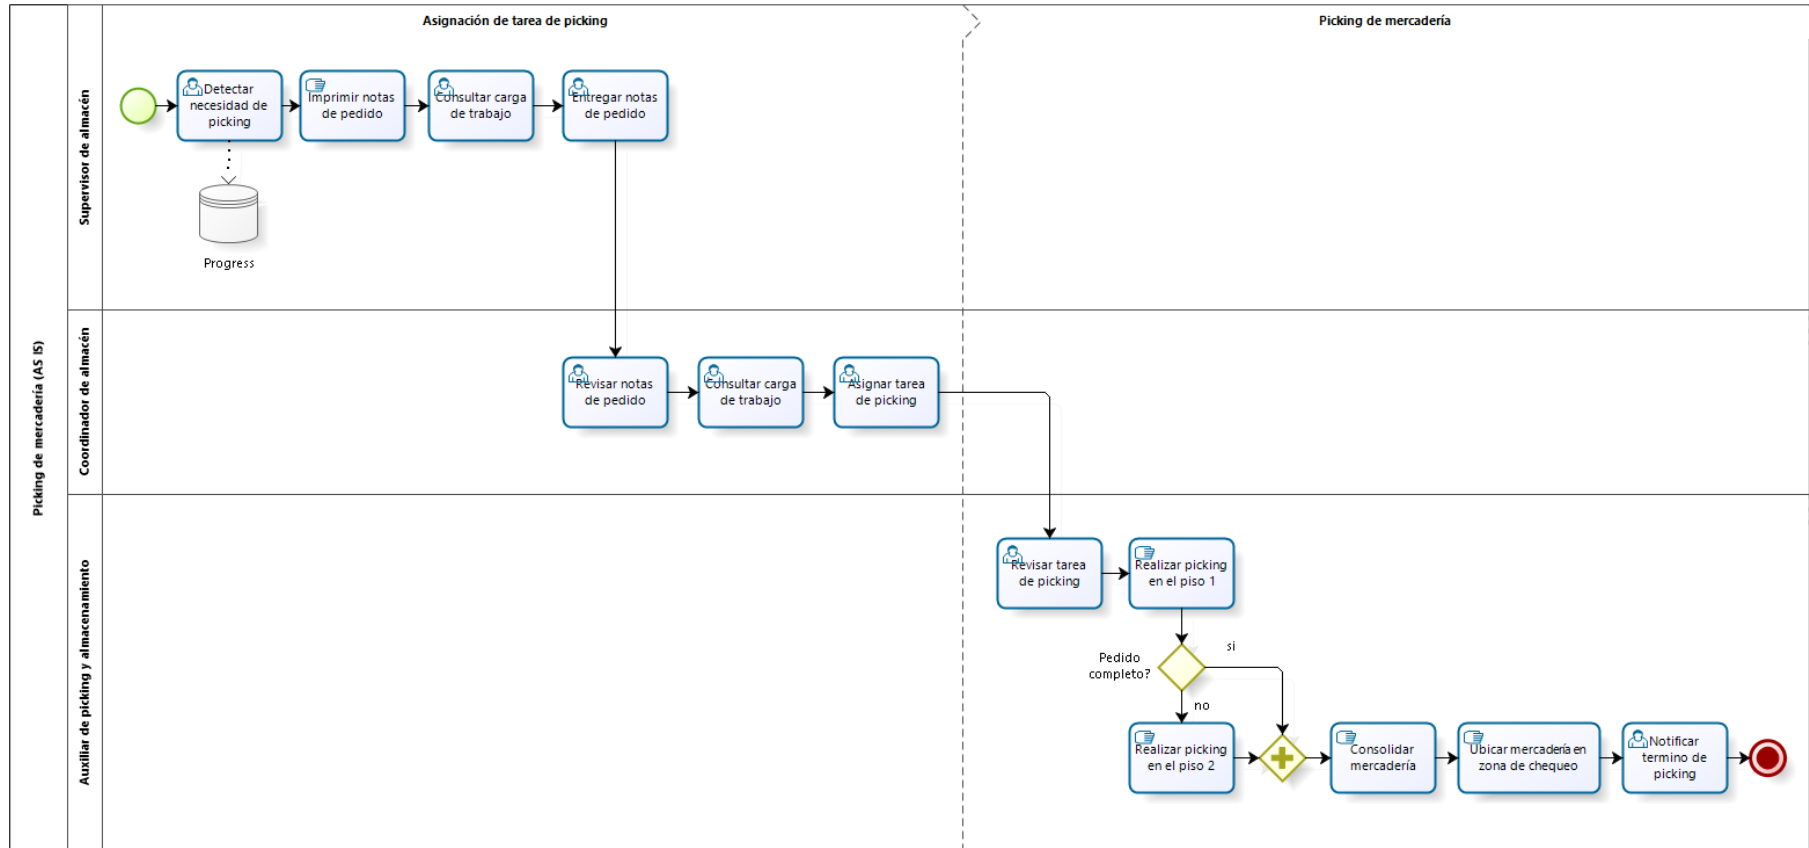 Asignación de tarea de picking
Picking de mercadería
Picking de mercadería (AS IS)
Supervisor de almacén
Detectar
necesidad de
picking
Imprimir notas
de pedido
Consultar carga
de trabajo
Entregar notas
de pedido
Progress
Coordinador de almacén
Revisar notas
de pedido
Consultar carga
de trabajo
Asignar tarea
de picking
Auxiliar de picking y almacenamiento
Revisar tarea
de picking
Realizar picking
en el piso 1
Pedido
completo?
si
no
Realizar picking
en el piso 2
Consolidar
mercadería
Ubicar mercadería en
zona de chequeo
Notificar
termino de
picking